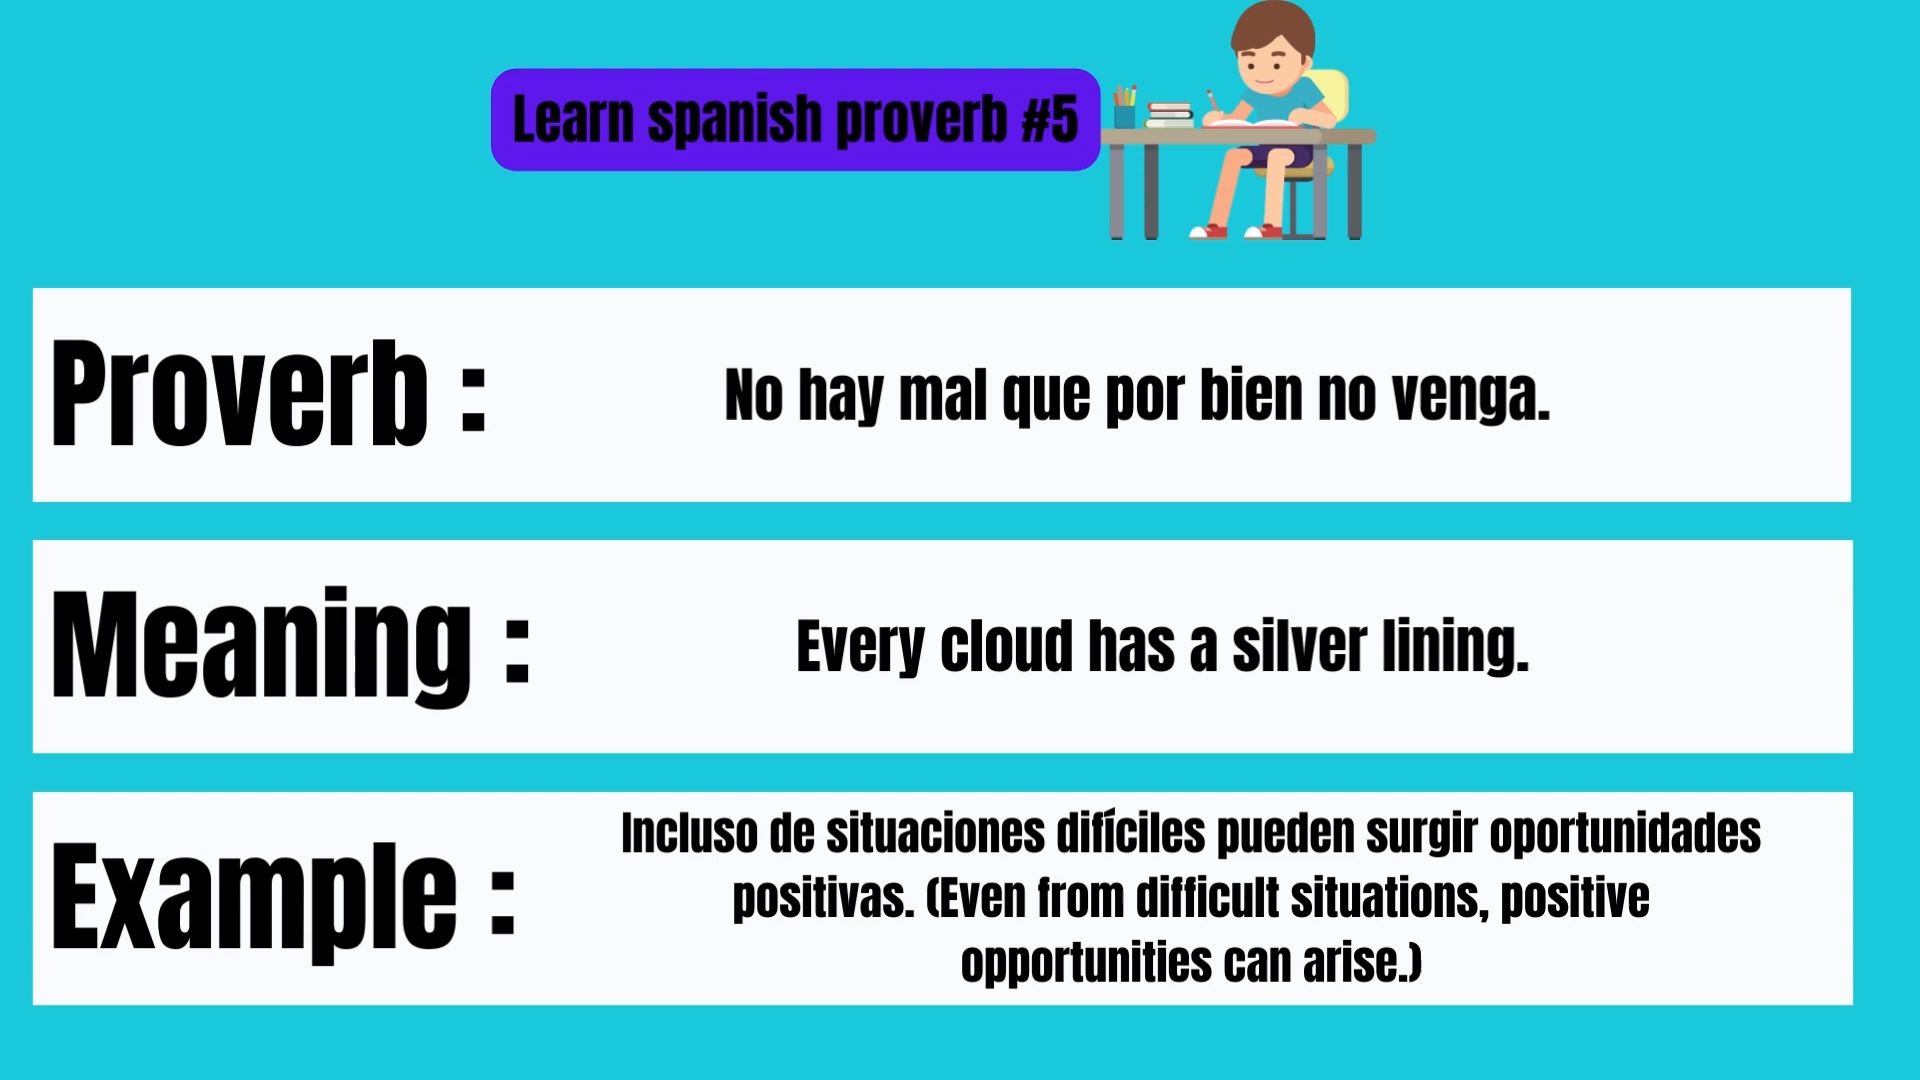 Learn spanish proverb #5
Proverb :
No hay mal que por bien no venga.
Meaning :
Every cloud has a silver lining.
Example :
Incluso de situaciones difíciles pueden surgir oportunidades
positivas. (Even from difficult situations, positive
opportunities can arise.)